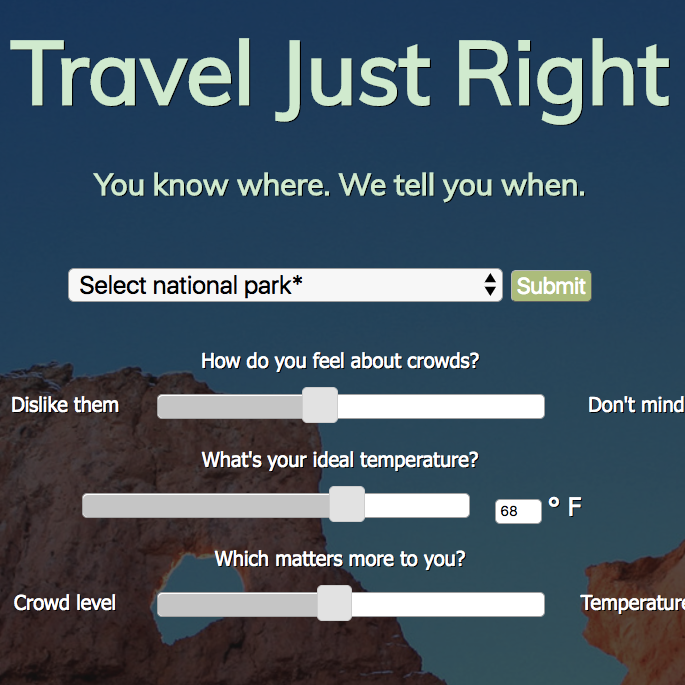 Travel Just Right
You know where. We tell you when.
Select national park* Submit
How do you feel about crowds?
Dislike them Don't mind
What's your ideal temperature?
68 ° F
Which matters more to you?
Crowd level Temperature